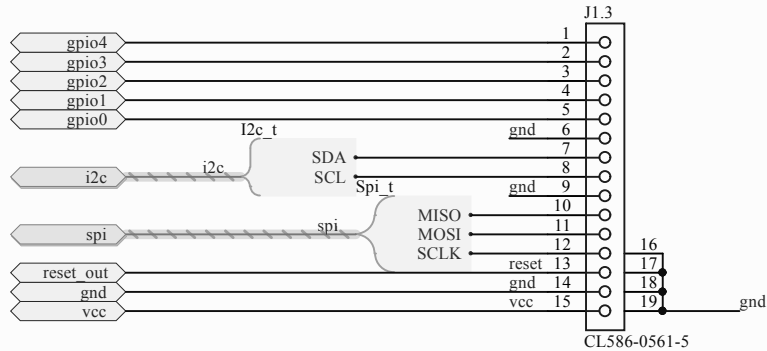 J1.3
gpio4 1
gpio3 2
gpio2 3
gpio1 4
gpio0 5
gnd 6
I2c_t
SDA 7
i2c i2c SCL 8
gnd 9
Spi_t
MISO 10
spi spi MOSI 11
SCLK 12 16
reset_out reset 13 17
gnd gnd 14 18
vcc vcc 15 19 gnd
CL586-0561-5